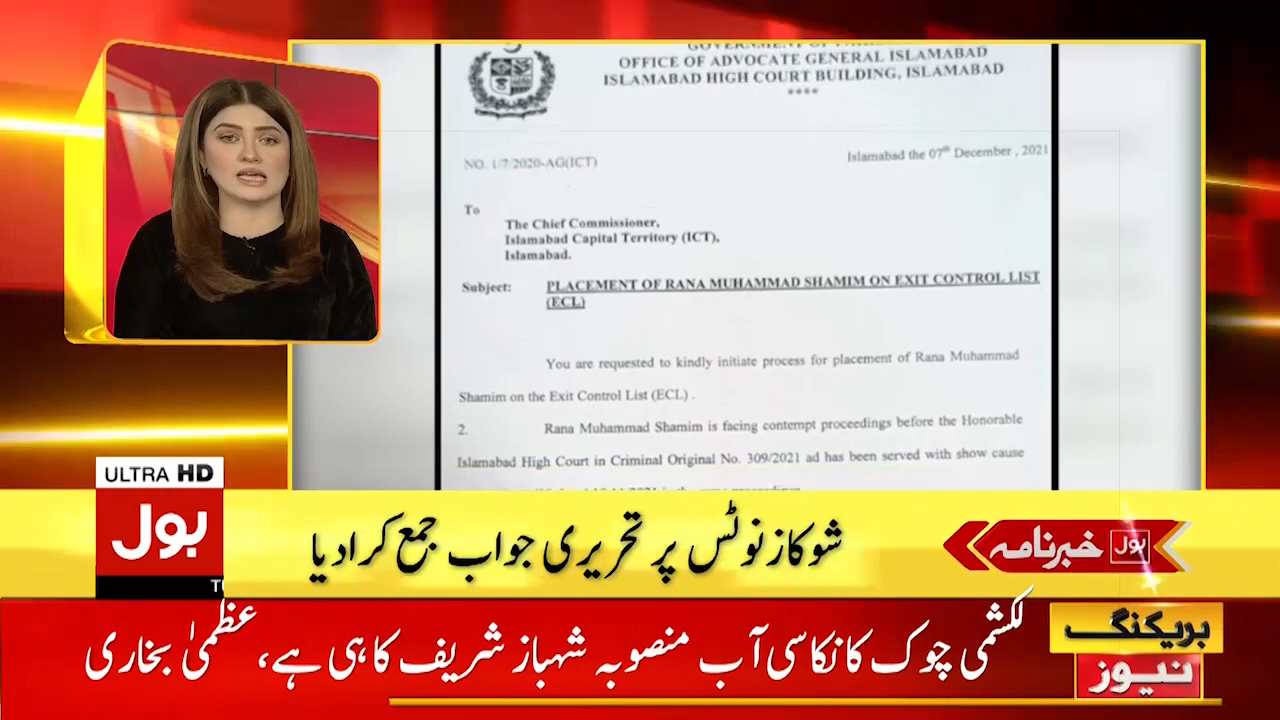 OFFICE OF ADVOCATE GENERAL ISLAMABAD
ISLAMABAD HIGH COURT BUILDING, ISLAMABAD
****
NO. 1/7/2020-AG(ICT)
Islamabad the 07th December , 2021
To
The Chief Commissioner,
Islamabad Capital Territory (ICT),
Islamabad.
Subject: PLACEMENT OF RANA MUHAMMAD SHAMIM ON EXIT CONTROL LIST
(ECL)
You are requested to kindly initiate process for placement of Rana Muhammad
Shamim on the Exit Control List (ECL) .
2. Rana Muhammad Shamim is facing contempt proceedings before the Honorable
Islamabad High Court in Criminal Original No. 309/2021 ad has been served with show cause
ULTRA HD
بول
بول خبرنامہ
شوکاز نوٹس پر تحریری جواب جمع کرادیا
بریکنگ
نیوز
لکشمی چوک کا نکاسی آب منصوبہ شہباز شریف کا ہی ہے، عظمیٰ بخاری